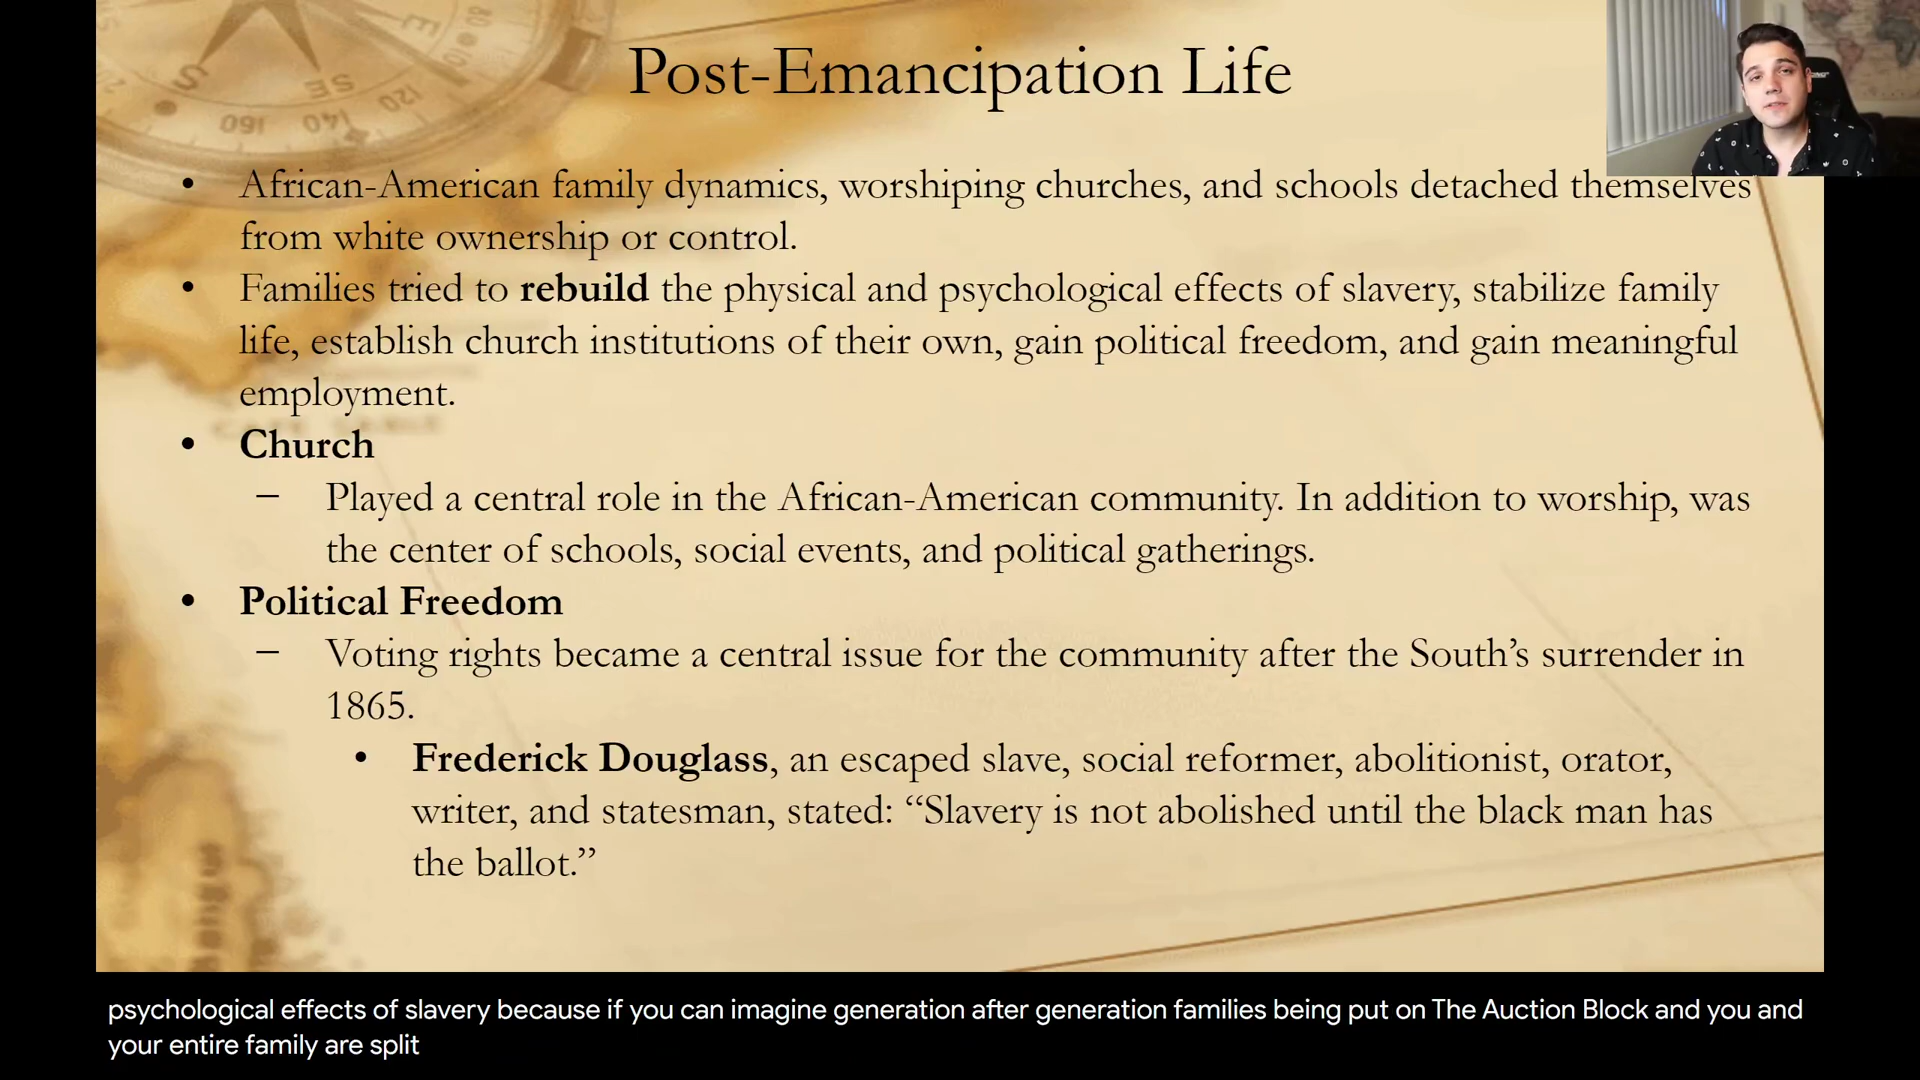 Post-Emancipation Life
• African-American family dynamics, worshiping churches, and schools detached themselves
from white ownership or control.
• Families tried to rebuild the physical and psychological effects of slavery, stabilize family
life, establish church institutions of their own, gain political freedom, and gain meaningful
employment.
• Church
– Played a central role in the African-American community. In addition to worship, was
the center of schools, social events, and political gatherings.
• Political Freedom
– Voting rights became a central issue for the community after the South’s surrender in
1865.
• Frederick Douglass, an escaped slave, social reformer, abolitionist, orator,
writer, and statesman, stated: “Slavery is not abolished until the black man has
the ballot.”
psychological effects of slavery because if you can imagine generation after generation families being put on The Auction Block and you and
your entire family are split
S
SE
E
160
140
120
80